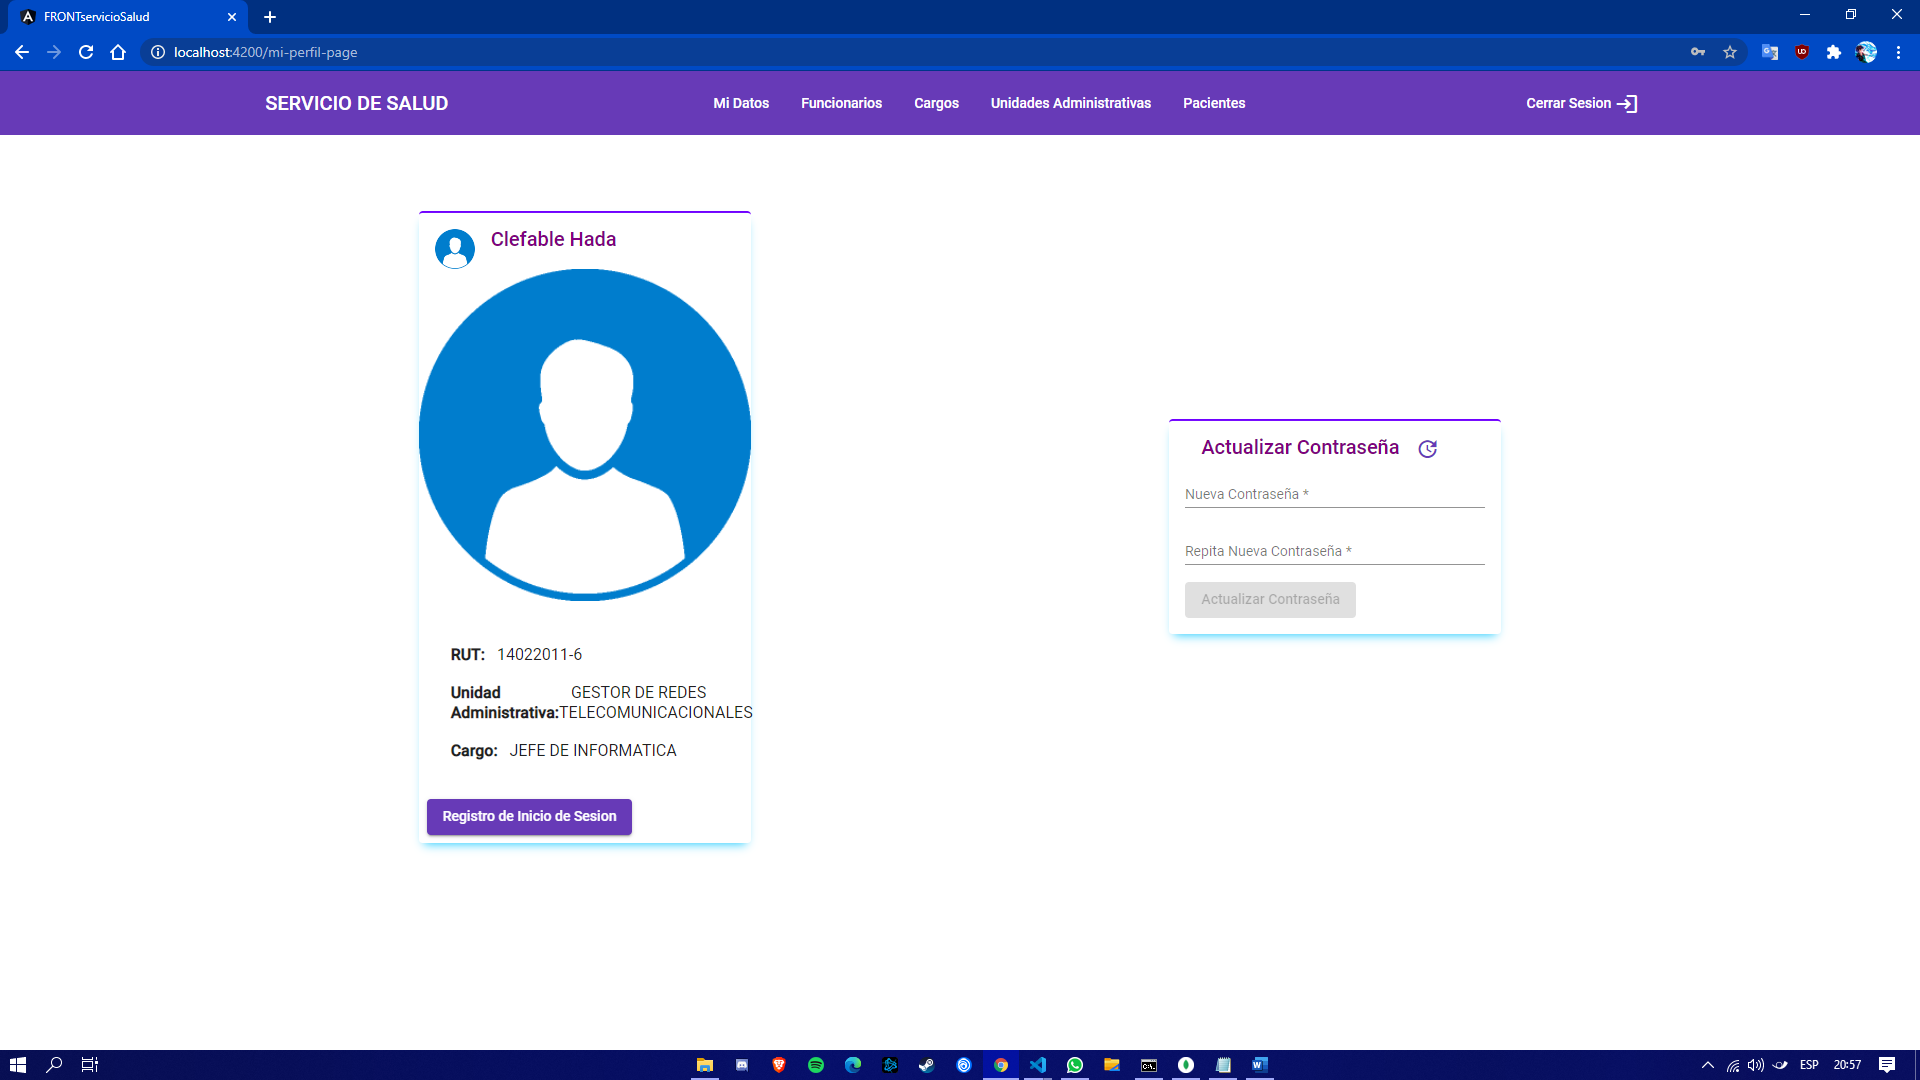 FRONTservicioSalud
localhost:4200/mi-perfil-page
SERVICIO DE SALUD
Mi Datos
Funcionarios
Cargos
Unidades Administrativas
Pacientes
Cerrar Sesion
Clefable Hada
RUT: 14022011-6
Unidad GESTOR DE REDES
Administrativa: TELECOMUNICACIONALES
Cargo: JEFE DE INFORMATICA
Registro de Inicio de Sesion
Actualizar Contraseña
Nueva Contraseña *
Repita Nueva Contraseña *
Actualizar Contraseña
ESP
20:57